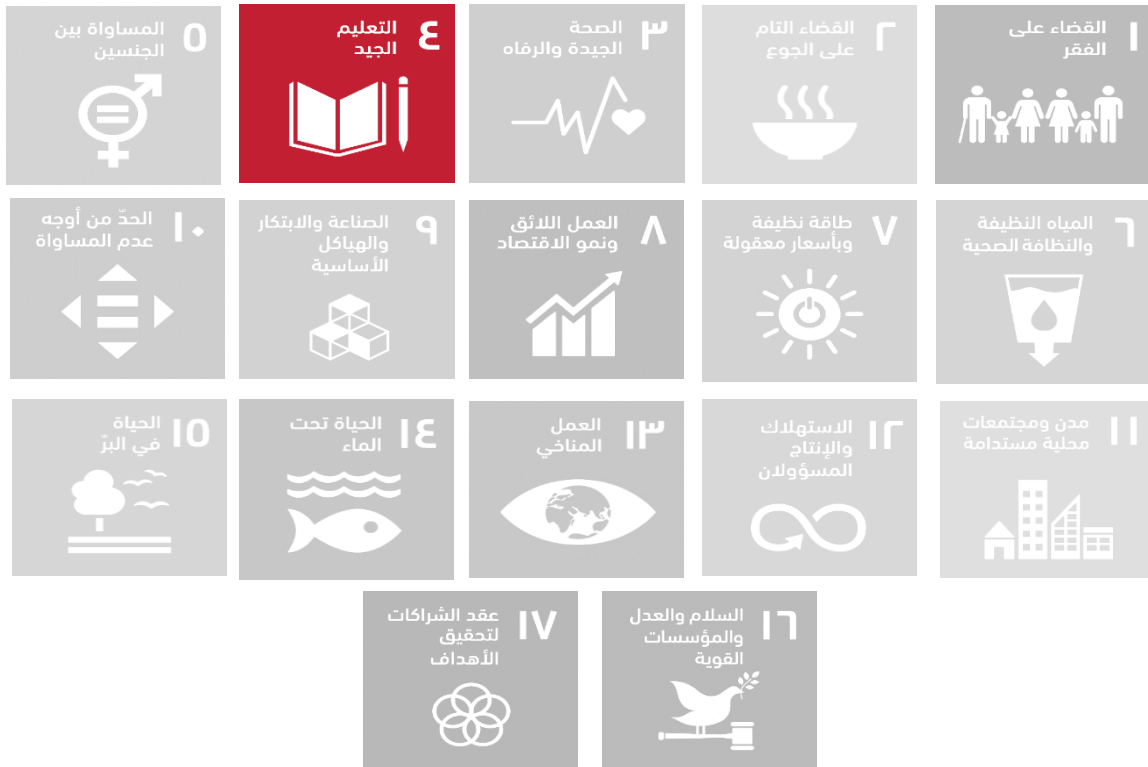 ١ القضاء على
الفقر
٢ القضاء التام
على الجوع
٣ الصحة
الجيدة والرفاه
٤ التعليم
الجيد
٥ المساواة بين
الجنسين
٦ المياه النظيفة
والنظافة الصحية
٧ طاقة نظيفة
وبأسعار معقولة
٨ العمل اللائق
ونمو الاقتصاد
٩ الصناعة والابتكار
والهياكل
الأساسية
١٠ الحدّ من أوجه
عدم المساواة
١١ مدن ومجتمعات
محلية مستدامة
١٢ الاستهلاك
والإنتاج
المسؤولان
١٣ العمل
المناخي
١٤ الحياة تحت
الماء
١٥ الحياة
في البرّ
١٦ السلام والعدل
والمؤسسات
القوية
١٧ عقد الشراكات
لتحقيق
الأهداف